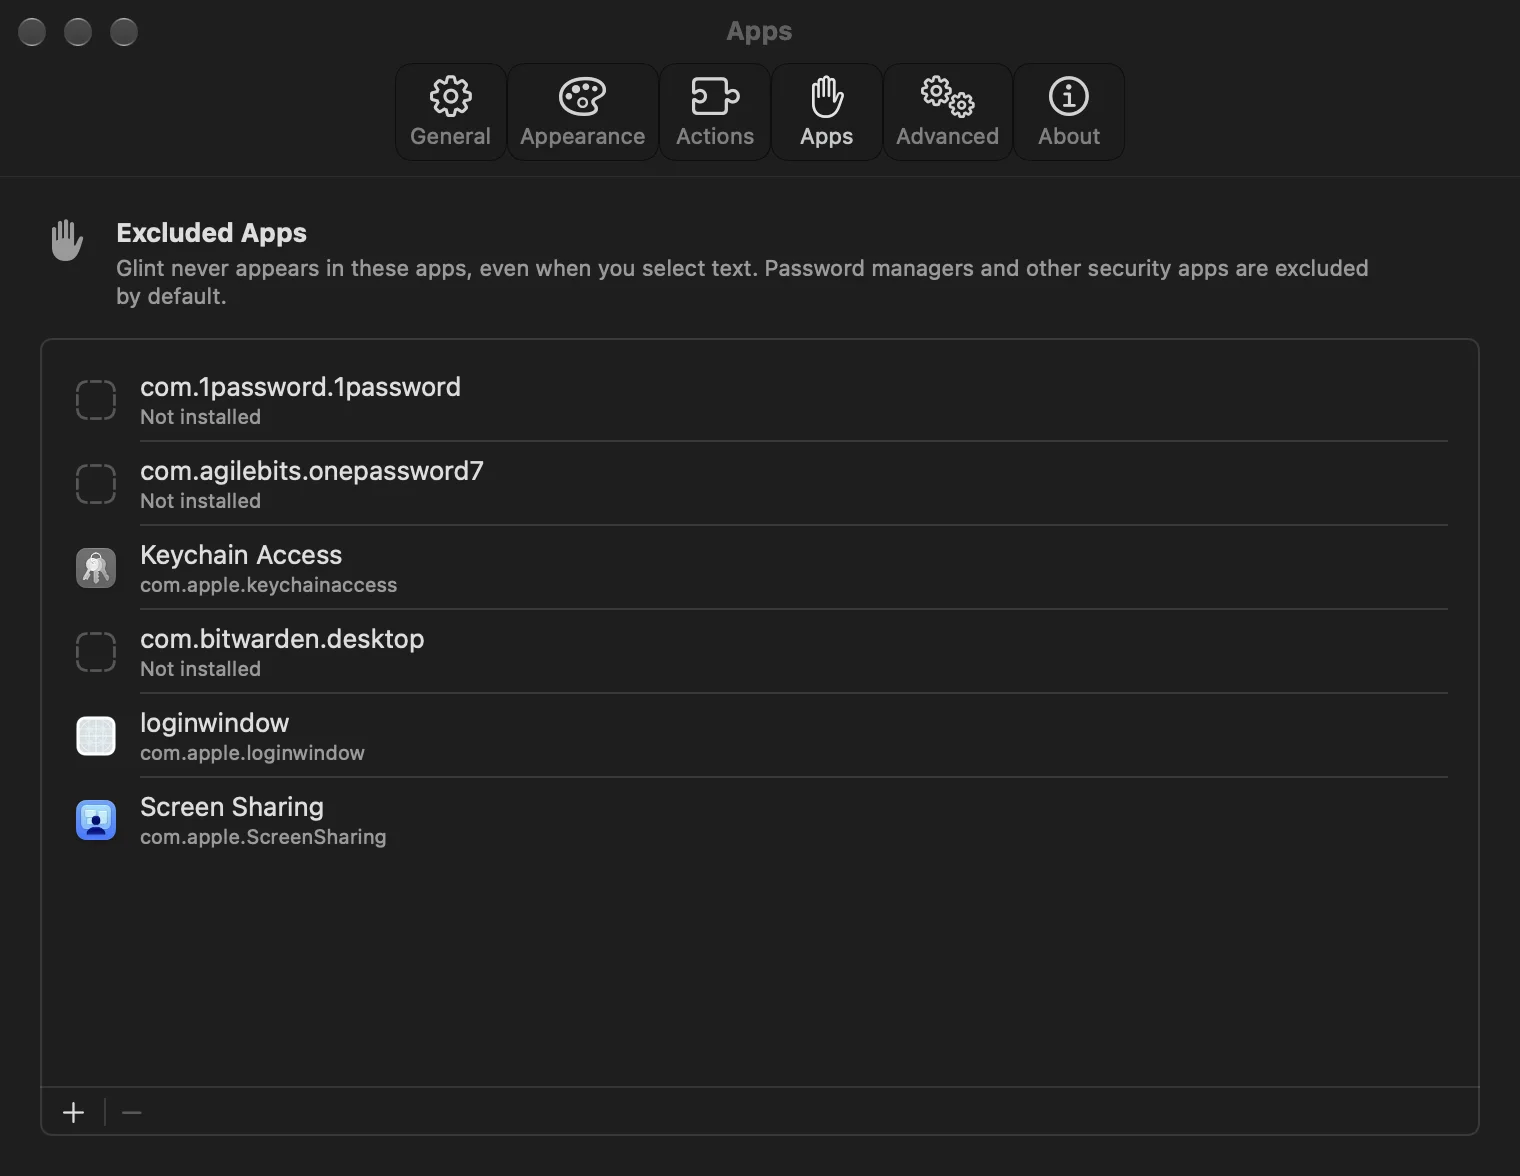 Apps
General
Appearance
Actions
Apps
Advanced
About
Excluded Apps
Glint never appears in these apps, even when you select text. Password managers and other security apps are excluded
by default.
com.1password.1password
Not installed
com.agilebits.onepassword7
Not installed
Keychain Access
com.apple.keychainaccess
com.bitwarden.desktop
Not installed
loginwindow
com.apple.loginwindow
Screen Sharing
com.apple.ScreenSharing